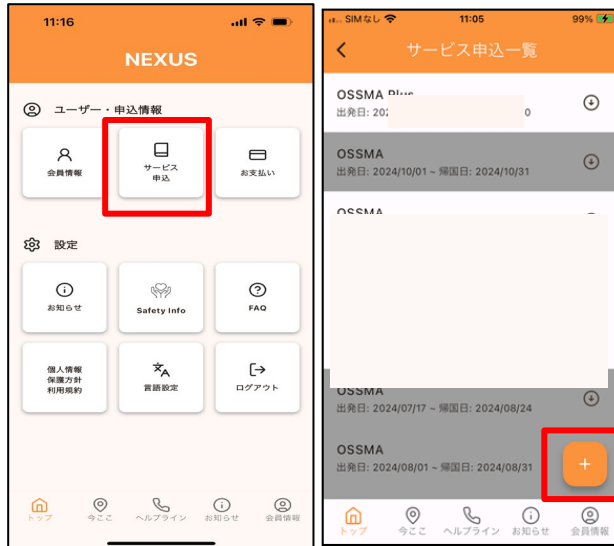 11:16
NEXUS
ユーザー・申込情報
会員情報
サービス
申込
お支払い
設定
お知らせ
Safety Info
FAQ
個人情報
保護方針
利用規約
言語設定
ログアウト
トップ
今ここ
ヘルプライン
お知らせ
会員情報
SIMなし
11:05
99%
サービス申込一覧
OSSMA Plus
出発日: 202
0
OSSMA
出発日: 2024/10/01 ~ 帰国日: 2024/10/31
OSSMA
OSSMA
出発日: 2024/07/17 ~ 帰国日: 2024/08/24
OSSMA
出発日: 2024/08/01 ~ 帰国日: 2024/08/31
+
トップ
今ここ
ヘルプライン
お知らせ
会員情報